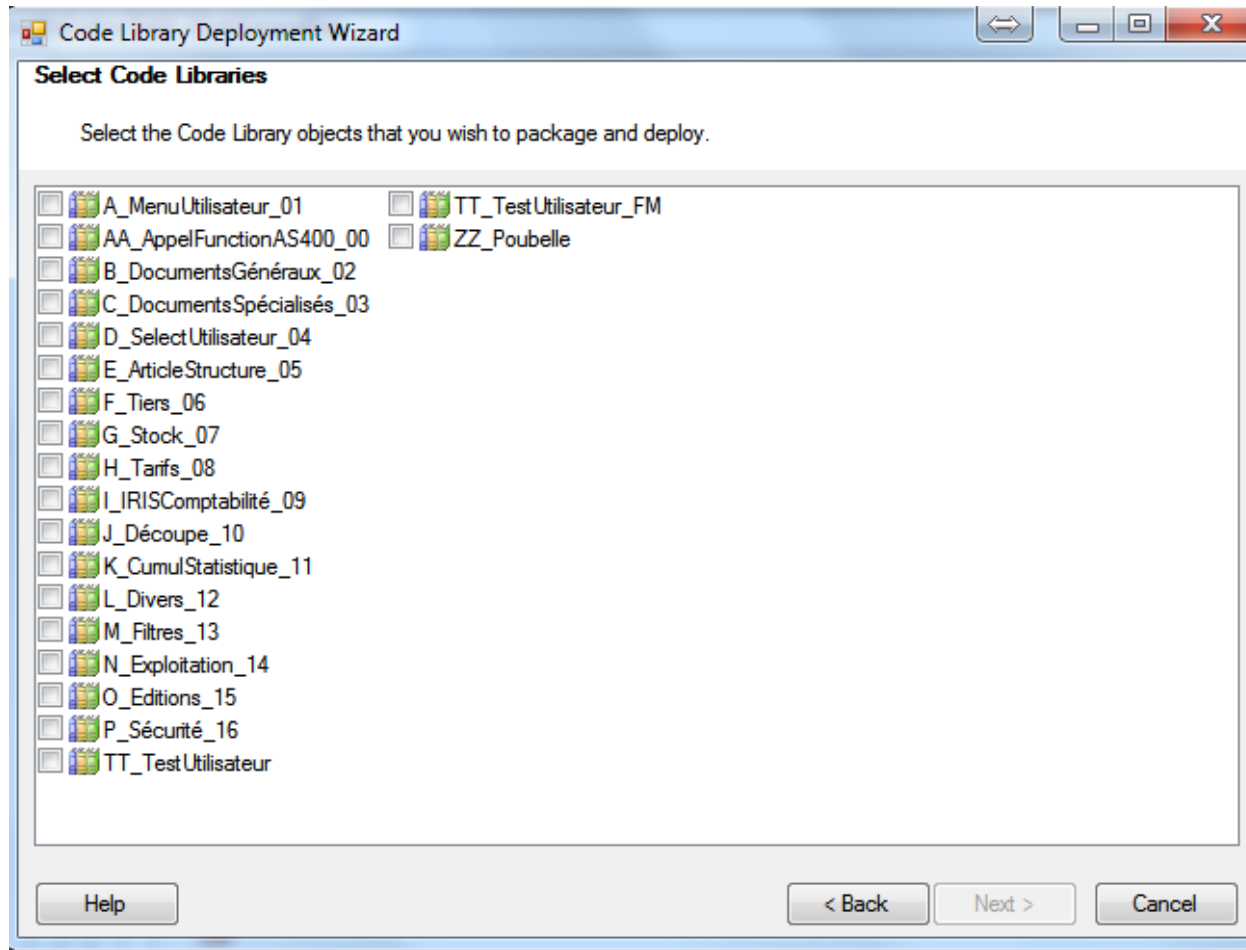 Code Library Deployment Wizard
Select Code Libraries
Select the Code Library objects that you wish to package and deploy.
A_MenuUtilisateur_01
AA_AppelFunctionAS400_00
B_DocumentsGénéraux_02
C_DocumentsSpécialisés_03
D_SelectUtilisateur_04
E_ArticleStructure_05
F_Tiers_06
G_Stock_07
H_Tarifs_08
I_IRISComptabilité_09
J_Découpe_10
K_CumulStatistique_11
L_Divers_12
M_Filtres_13
N_Exploitation_14
O_Editions_15
P_Sécurité_16
TT_TestUtilisateur
TT_TestUtilisateur_FM
ZZ_Poubelle
Help
< Back
Next >
Cancel